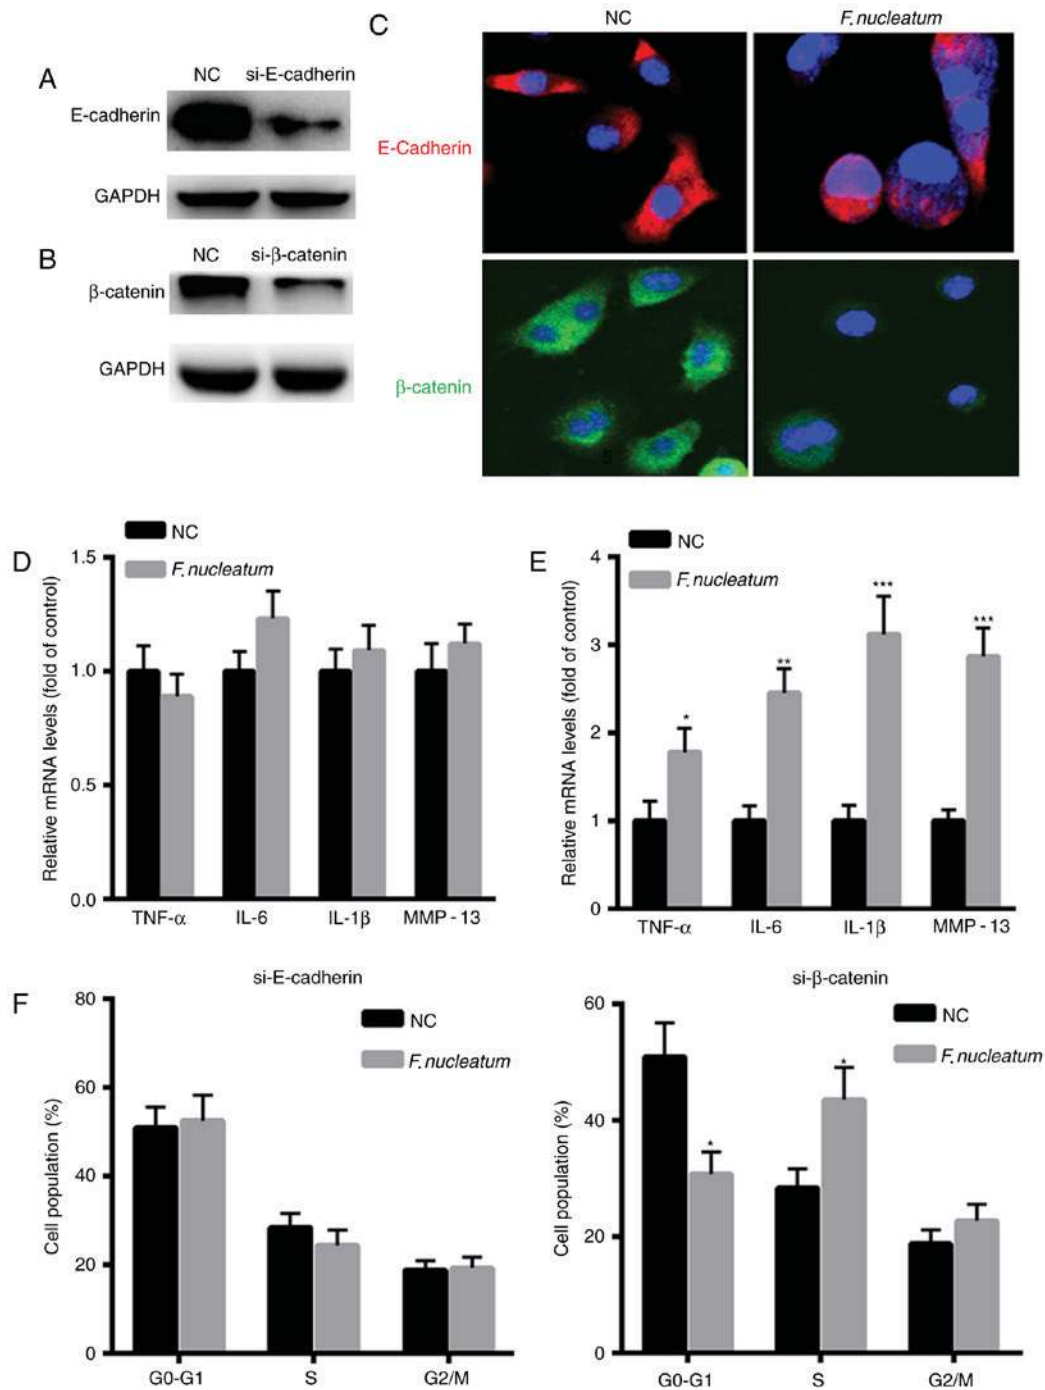 A
NC si-E-cadherin
E-cadherin
GAPDH
B
NC si-β-catenin
β-catenin
GAPDH
C
NC F. nucleatum
E-Cadherin
β-catenin
D
NC
F. nucleatum
Relative mRNA levels (fold of control)
1.5
1.0
0.5
0.0
TNF-α IL-6 IL-1β MMP - 13
E
NC
F. nucleatum
Relative mRNA levels (fold of control)
4
3
2
1
0
* ** *** ***
TNF-α IL-6 IL-1β MMP - 13
F
si-E-cadherin
NC
F. nucleatum
Cell population (%)
80
60
40
20
0
G0-G1 S G2/M
si-β-catenin
NC
F. nucleatum
Cell population (%)
60
40
20
0
* *
G0-G1 S G2/M